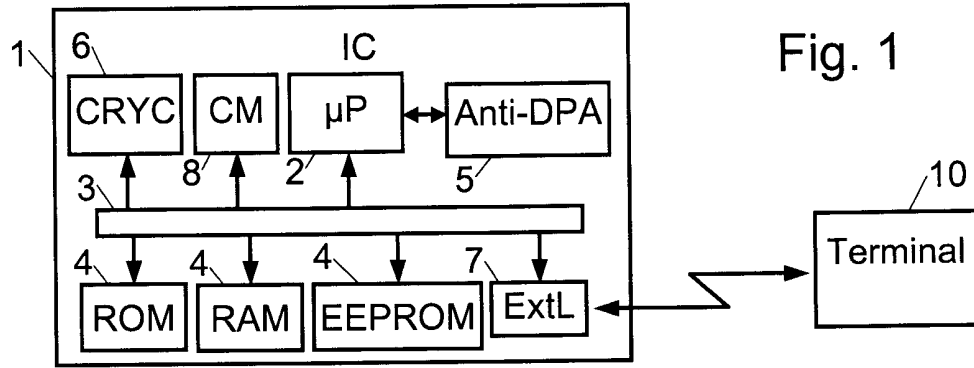 1
IC
Fig. 1
6
CRYC
CM
µP
Anti-DPA
8
2
5
3
10
Terminal
4
4
4
7
ROM
RAM
EEPROM
ExtL